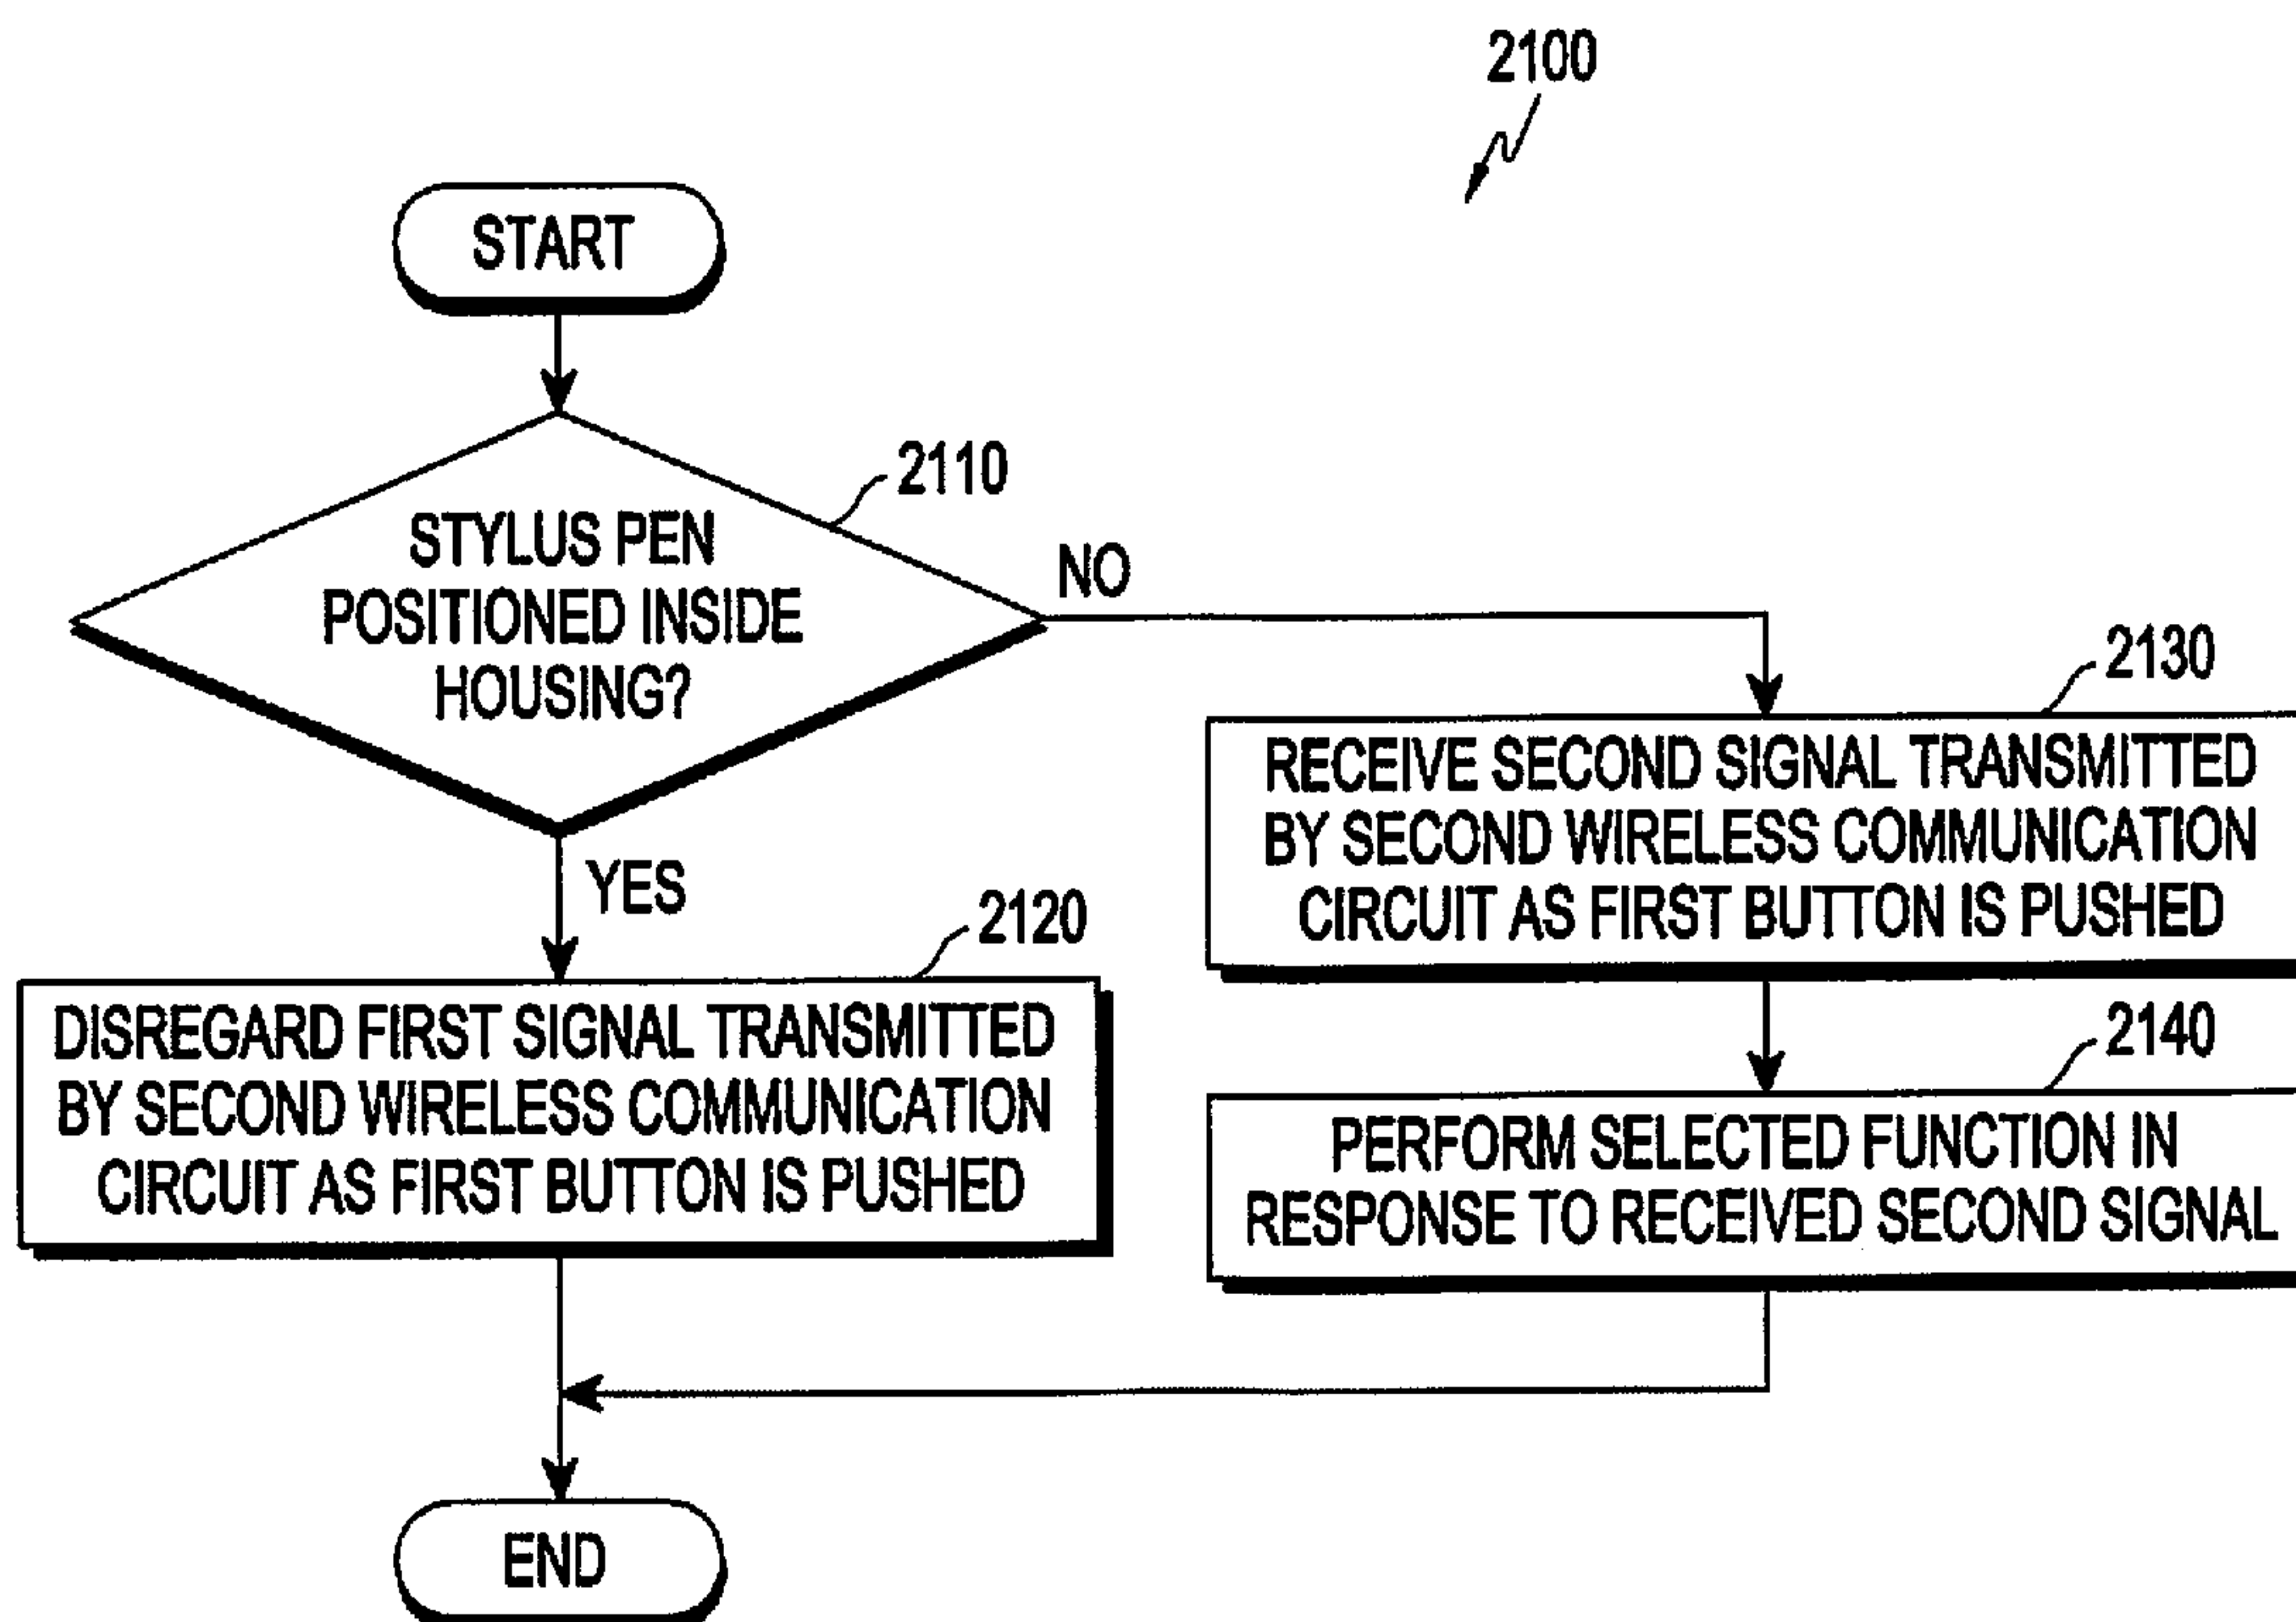 2100
START
2110
STYLUS PEN
POSITIONED INSIDE
HOUSING?
NO
YES
2120
DISREGARD FIRST SIGNAL TRANSMITTED
BY SECOND WIRELESS COMMUNICATION
CIRCUIT AS FIRST BUTTON IS PUSHED
2130
RECEIVE SECOND SIGNAL TRANSMITTED
BY SECOND WIRELESS COMMUNICATION
CIRCUIT AS FIRST BUTTON IS PUSHED
2140
PERFORM SELECTED FUNCTION IN
RESPONSE TO RECEIVED SECOND SIGNAL
END